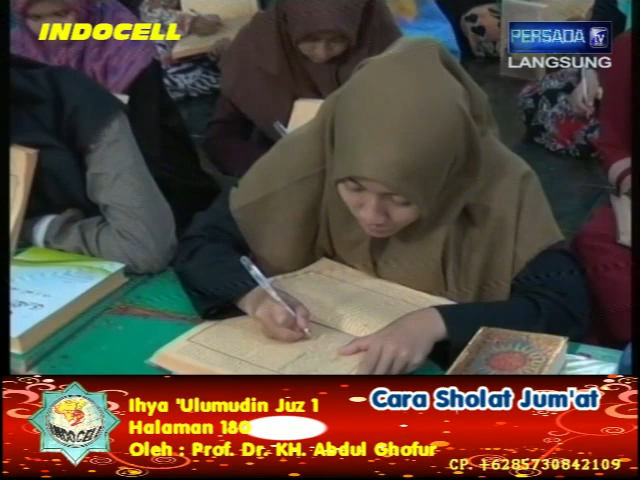 INDOCELL
PERSADA tv
LANGSUNG
Ihya 'Ulumudin Juz 1
Halaman 180
Oleh : Prof. Dr. KH. Abdul Ghofur
Cara Sholat Jum'at
INDOCELL
CP. +6285730842109